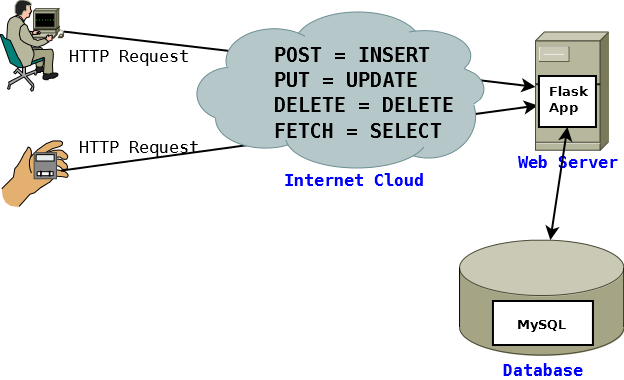 HTTP Request
POST = INSERT
PUT = UPDATE
DELETE = DELETE
FETCH = SELECT
Flask
App
HTTP Request
Web Server
Internet Cloud
MySQL
Database